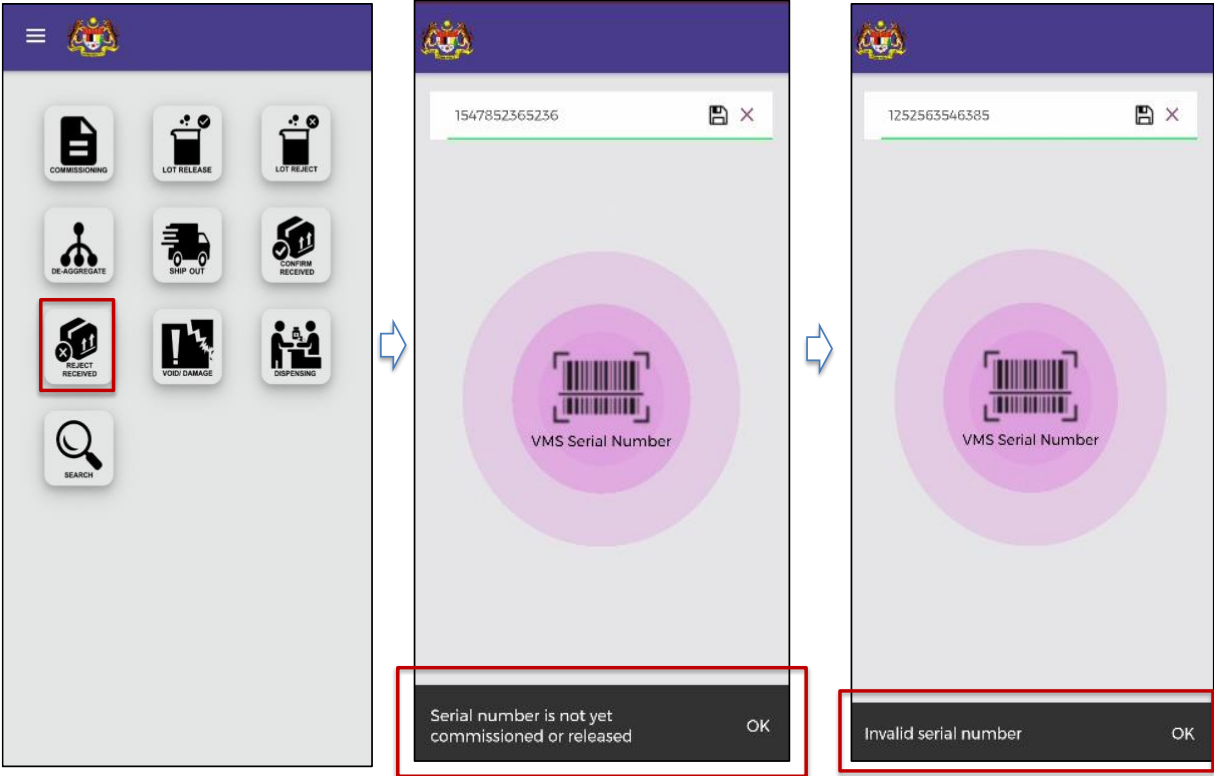 COMMISSIONING
LOT RELEASE
LOT REJECT
DE-AGGREGATE
SHIP OUT
CONFIRM
RECEIVED
REJECT
RECEIVED
VOID/ DAMAGE
DISPENSING
SEARCH
1547852365236
VMS Serial Number
Serial number is not yet
commissioned or released
OK
1252563546385
VMS Serial Number
Invalid serial number
OK